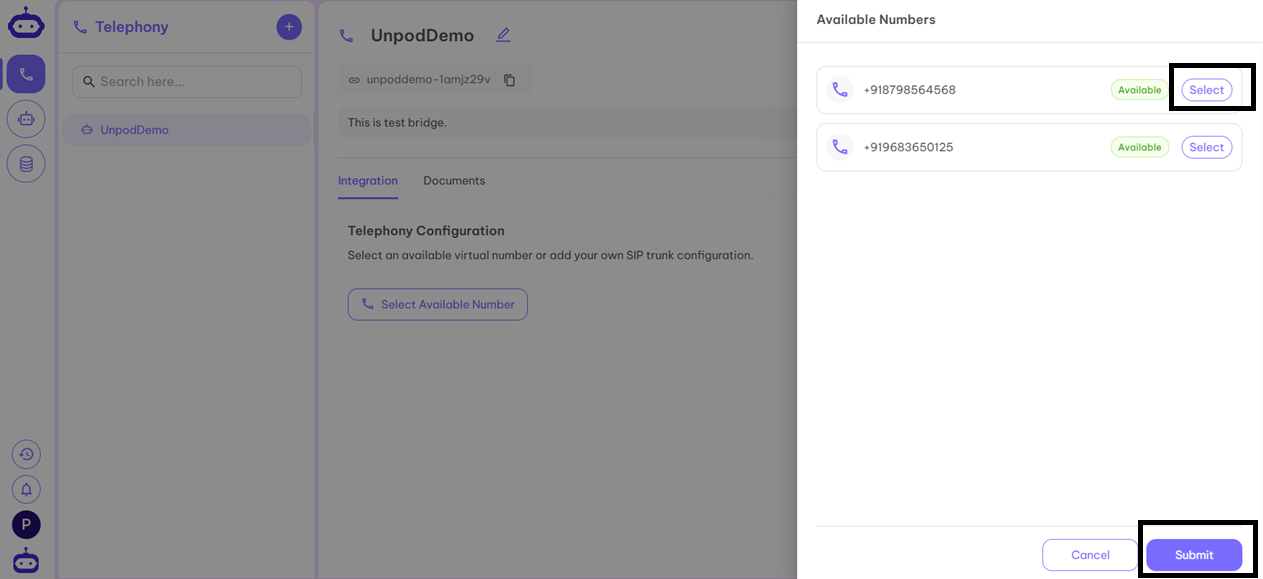 Telephony
+
Search here...
UnpodDemo
P
UnpodDemo
unpoddemo-1amjz29v
This is test bridge.
Integration Documents
Telephony Configuration
Select an available virtual number or add your own SIP trunk configuration.
Select Available Number
Available Numbers
+918798564568 Available Select
+919683650125 Available Select
Cancel Submit